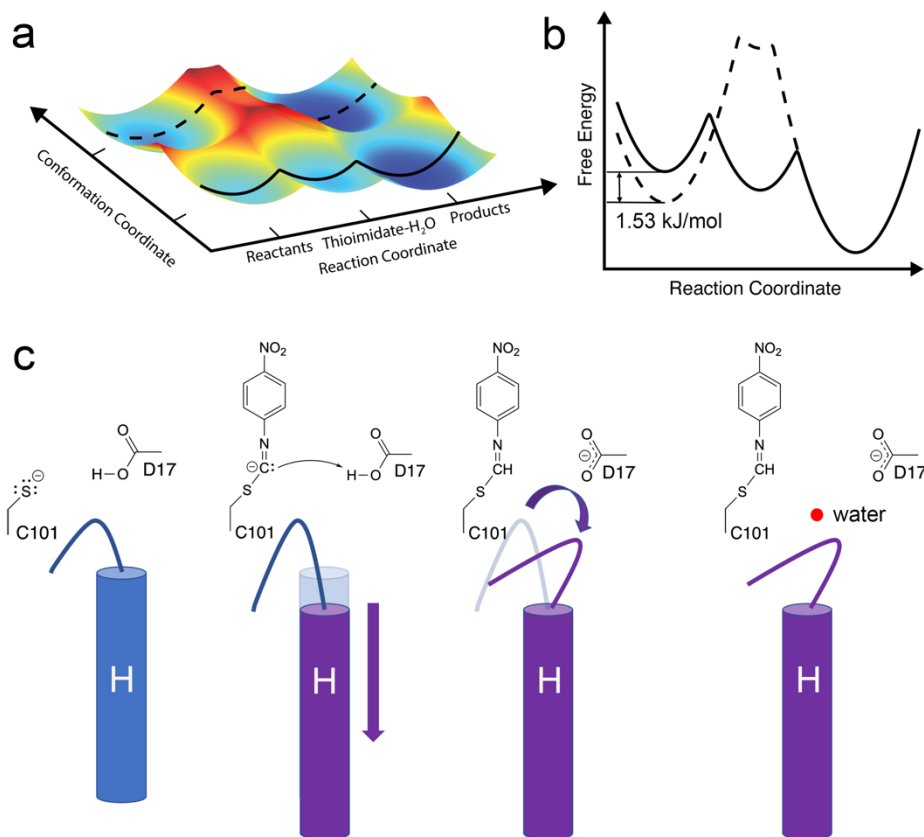 a
Conformation Coordinate
Reactants
Thioimidate-H₂O
Products
Reaction Coordinate
b
Free Energy
1.53 kJ/mol
Reaction Coordinate
c
NO₂
NO₂
NO₂
N
N
N
O
H-O
D17
S
C101
⊖C:
O
H-O
D17
S
C101
CH
O
⊖
O
D17
S
C101
CH
O
⊖
O
D17
S
C101
water
H
H
H
H